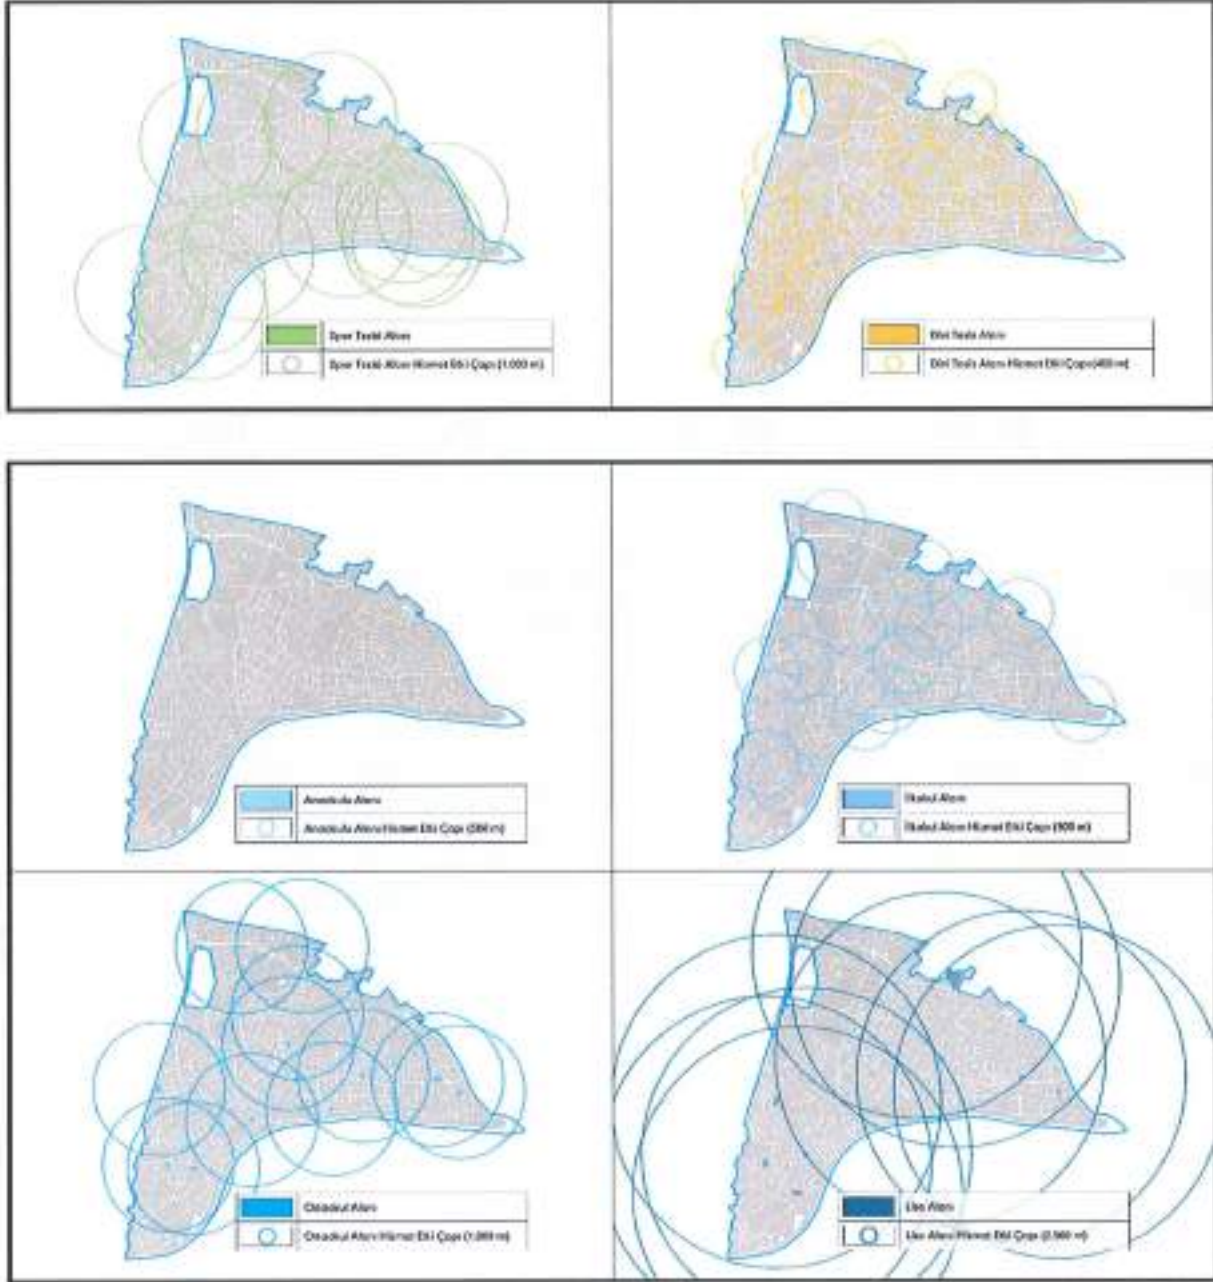 Spor Tesisi Alanı
Spor Tesisi Alanı Hizmet Etki Çapı (1.000 m)
Dini Tesis Alanı
Dini Tesis Alanı Hizmet Etki Çapı (400 m)
Anaokulu Alanı
Anaokulu Alanı Hizmet Etki Çapı (500 m)
İlkokul Alanı
İlkokul Alanı Hizmet Etki Çapı (500 m)
Ortaokul Alanı
Ortaokul Alanı Hizmet Etki Çapı (1.000 m)
Lise Alanı
Lise Alanı Hizmet Etki Çapı (2.500 m)